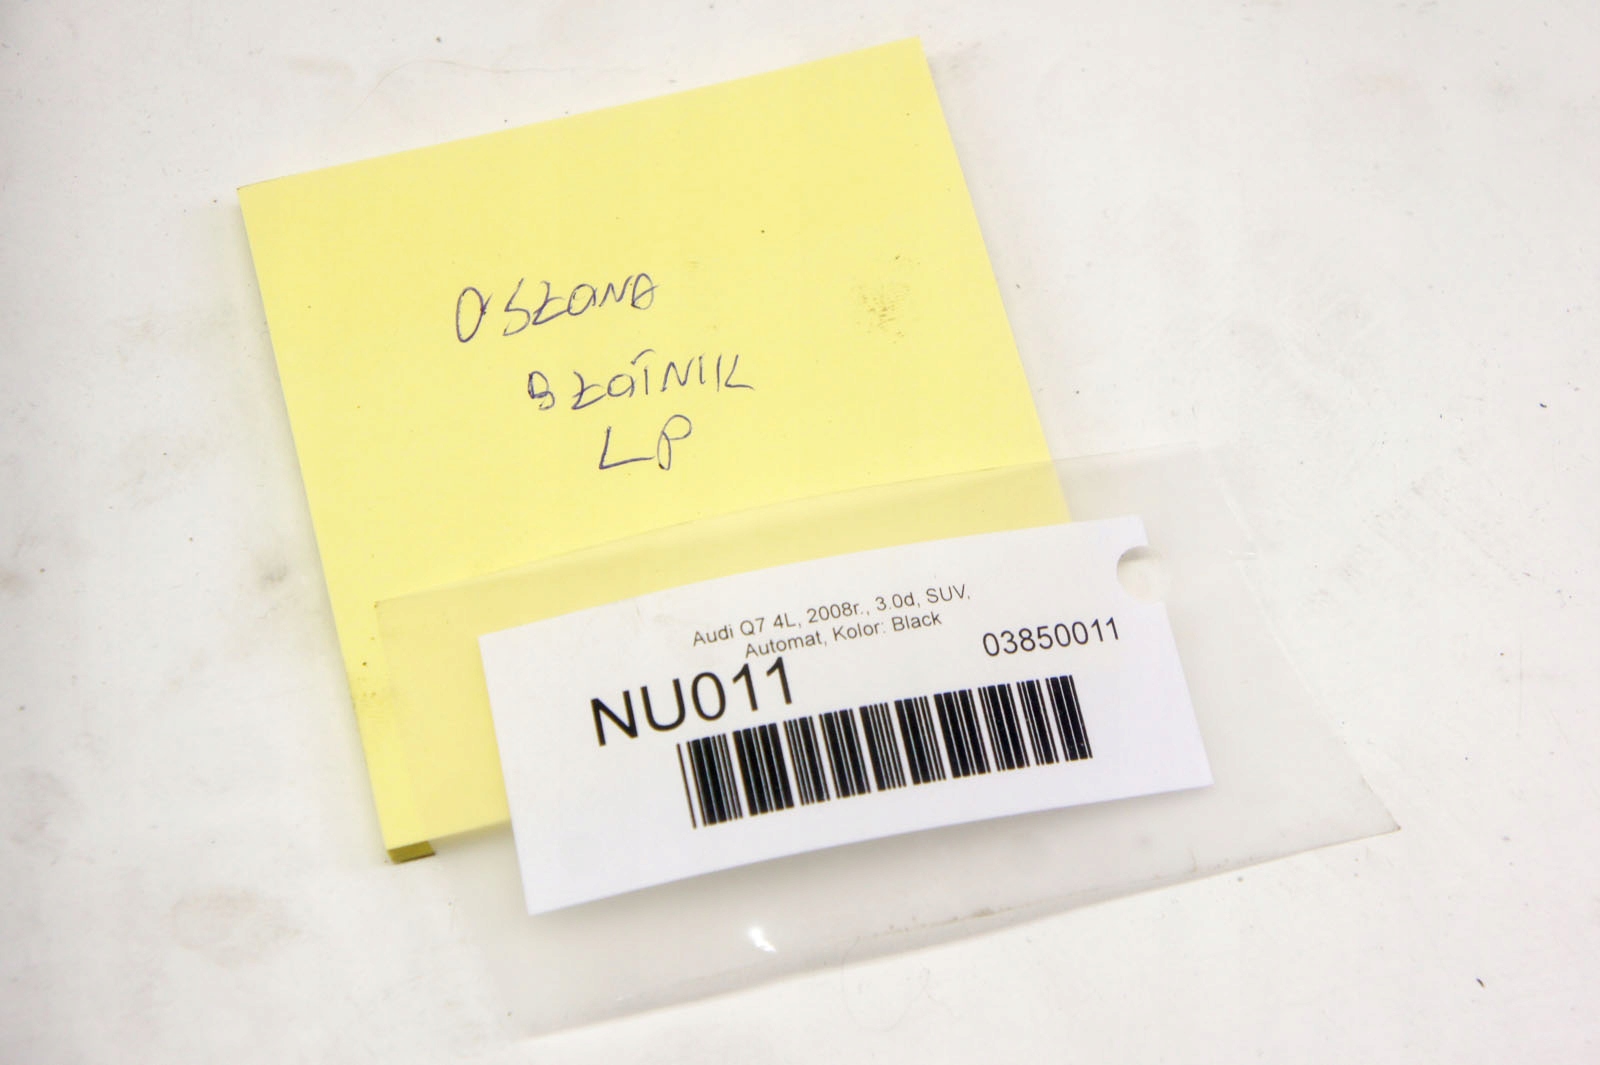 OSŁONA
BŁOTNIK
LP
Audi Q7 4L, 2008r., 3.0d, SUV,
Automat, Kolor: Black
NU011
03850011